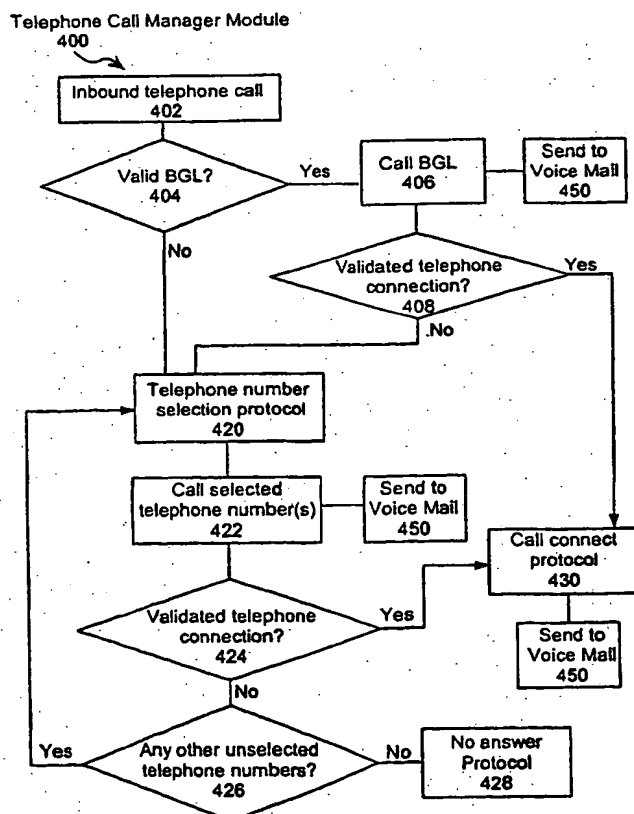 Telephone Call Manager Module
400
Inbound telephone call
402
Valid BGL?
404
Yes
Call BGL
406
Send to
Voice Mail
450
No
Validated telephone
connection?
408
Yes
.No
Telephone number
selection protocol
420
Call selected
telephone number(s)
422
Send to
Voice Mail
450
Call connect
protocol
430
Validated telephone
connection?
424
Yes
Send to
Voice Mail
450
No
Yes
Any other unselected
telephone numbers?
426
No
No answer
Protocol
428